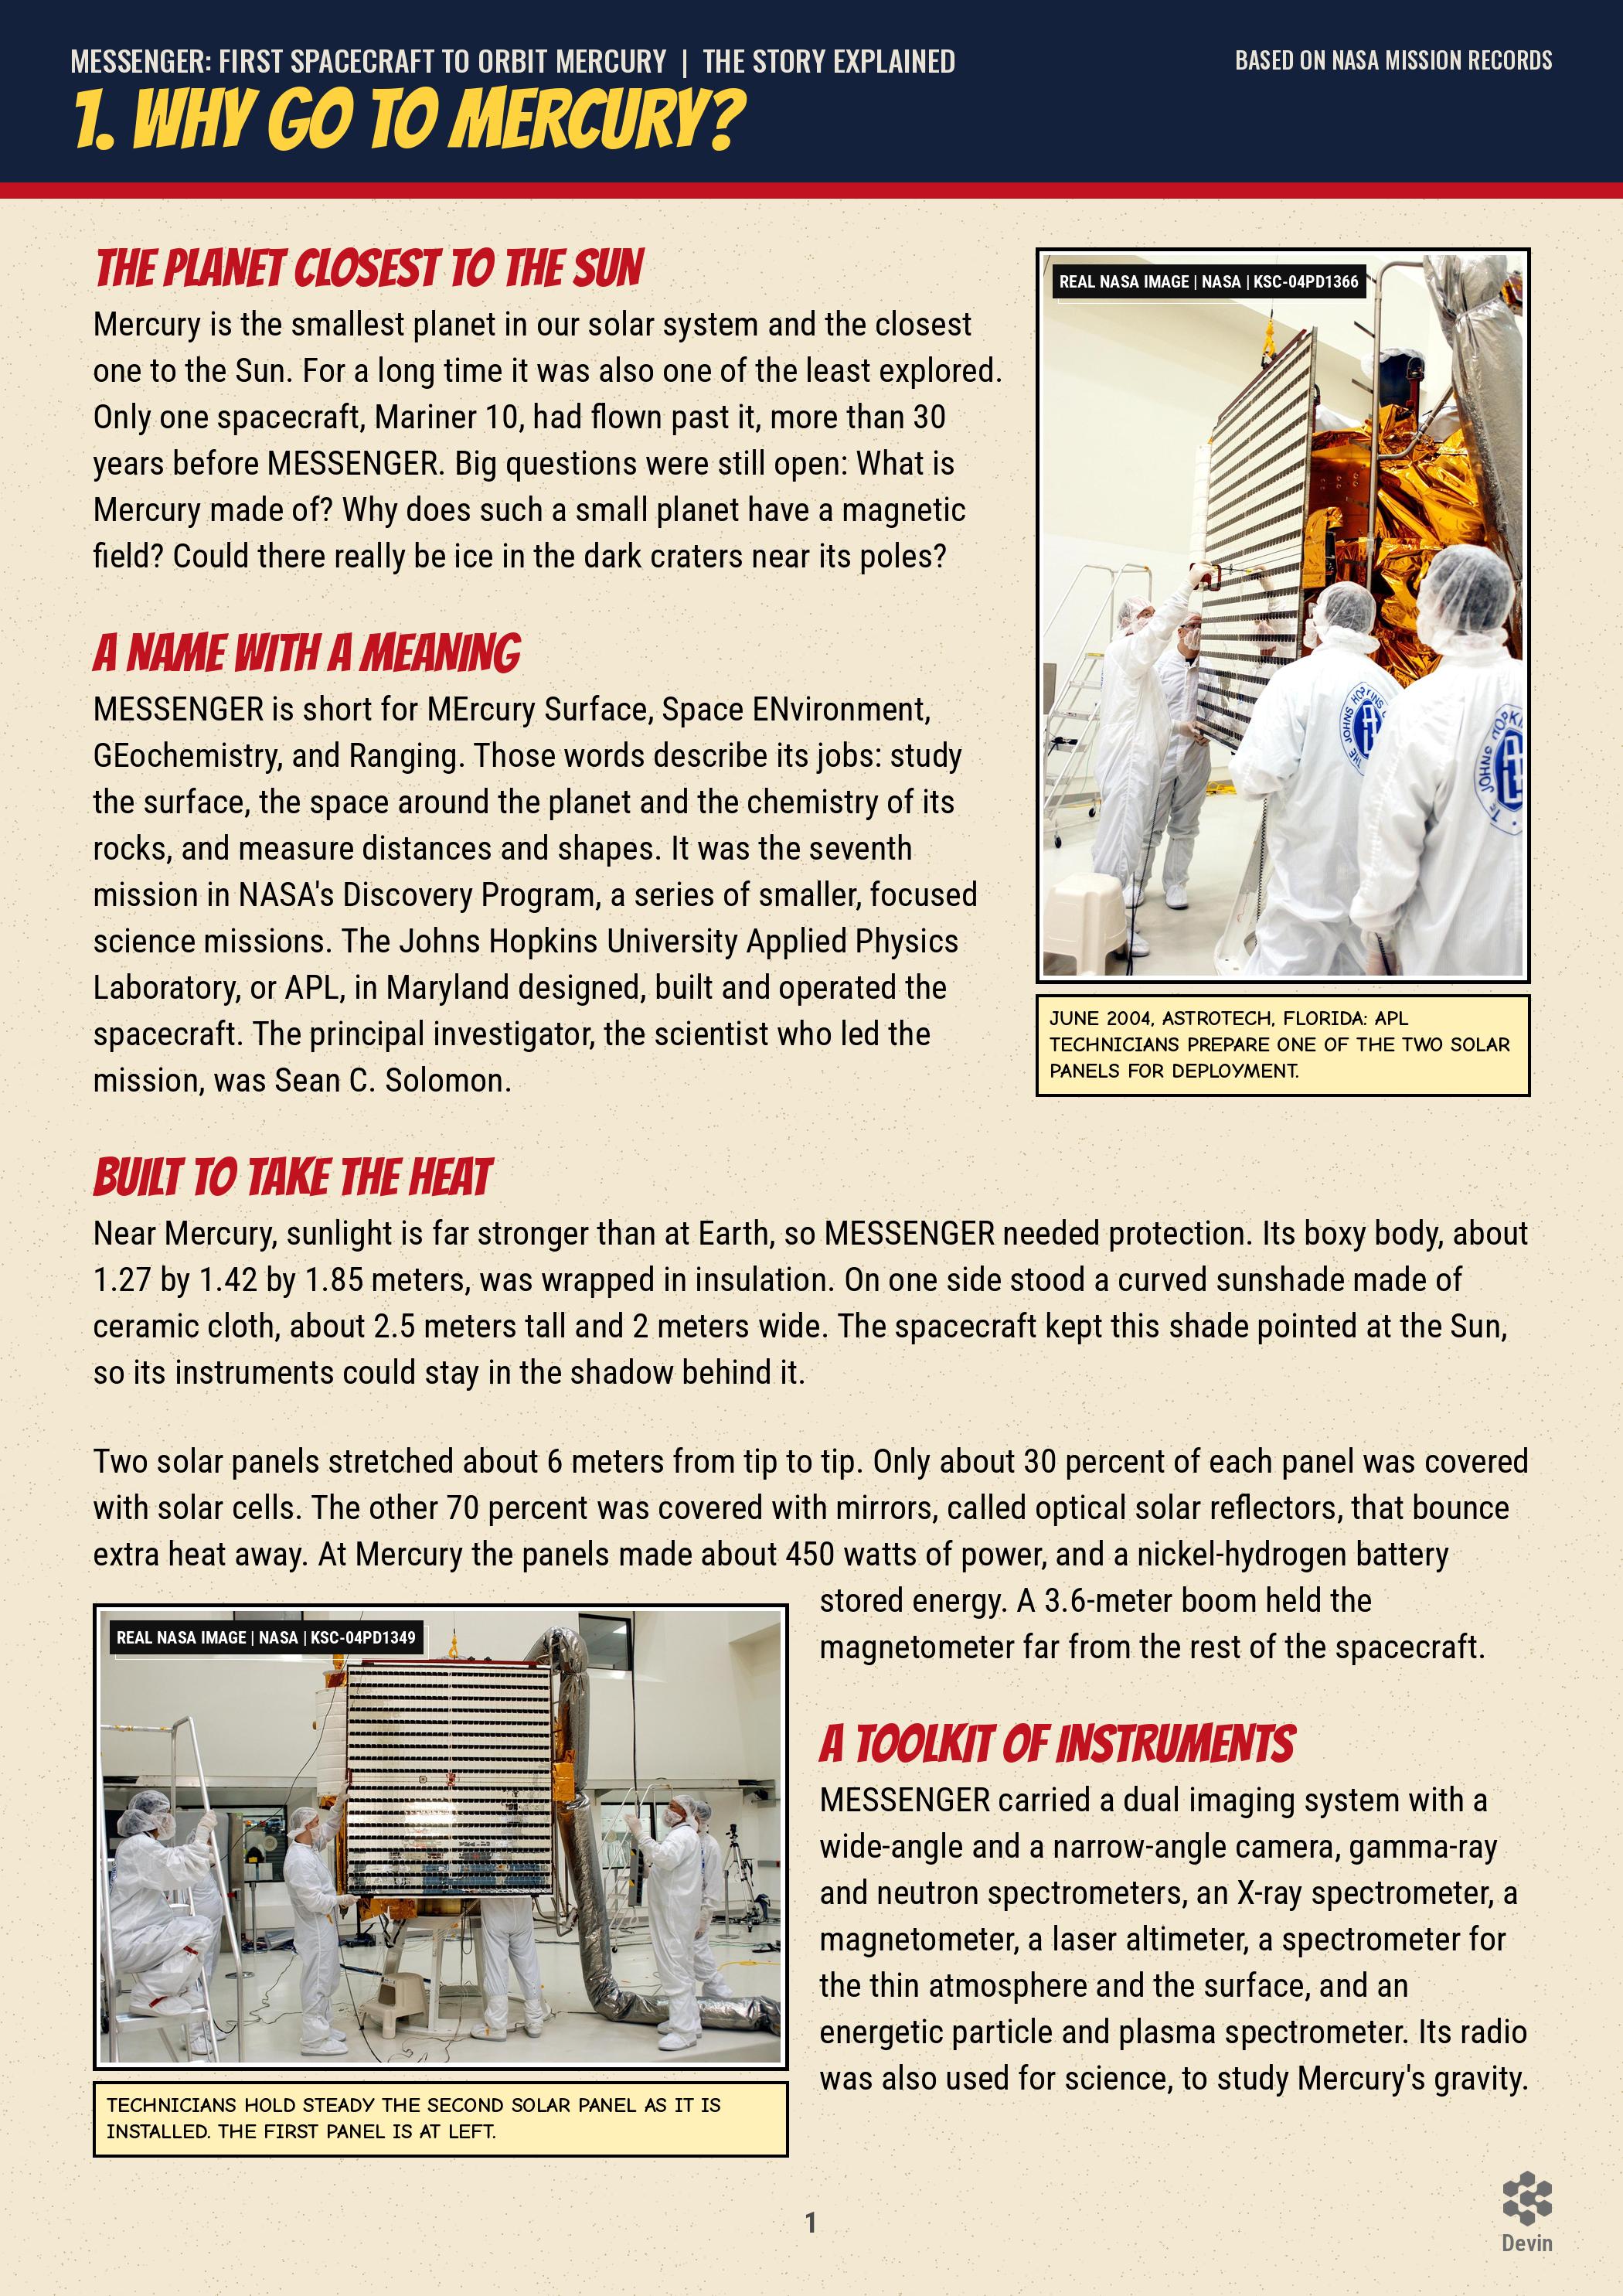 MESSENGER: FIRST SPACECRAFT TO ORBIT MERCURY | THE STORY EXPLAINED
BASED ON NASA MISSION RECORDS
1. WHY GO TO MERCURY?
THE PLANET CLOSEST TO THE SUN
Mercury is the smallest planet in our solar system and the closest
one to the Sun. For a long time it was also one of the least explored.
Only one spacecraft, Mariner 10, had flown past it, more than 30
years before MESSENGER. Big questions were still open: What is
Mercury made of? Why does such a small planet have a magnetic
field? Could there really be ice in the dark craters near its poles?
A NAME WITH A MEANING
MESSENGER is short for MErcury Surface, Space ENvironment,
GEochemistry, and Ranging. Those words describe its jobs: study
the surface, the space around the planet and the chemistry of its
rocks, and measure distances and shapes. It was the seventh
mission in NASA's Discovery Program, a series of smaller, focused
science missions. The Johns Hopkins University Applied Physics
Laboratory, or APL, in Maryland designed, built and operated the
spacecraft. The principal investigator, the scientist who led the
mission, was Sean C. Solomon.
REAL NASA IMAGE | NASA | KSC-04PD1366
THE JOHNS HOPKINS
THE JOHNS HOPK
JUNE 2004, ASTROTECH, FLORIDA: APL
TECHNICIANS PREPARE ONE OF THE TWO SOLAR
PANELS FOR DEPLOYMENT.
BUILT TO TAKE THE HEAT
Near Mercury, sunlight is far stronger than at Earth, so MESSENGER needed protection. Its boxy body, about
1.27 by 1.42 by 1.85 meters, was wrapped in insulation. On one side stood a curved sunshade made of
ceramic cloth, about 2.5 meters tall and 2 meters wide. The spacecraft kept this shade pointed at the Sun,
so its instruments could stay in the shadow behind it.
Two solar panels stretched about 6 meters from tip to tip. Only about 30 percent of each panel was covered
with solar cells. The other 70 percent was covered with mirrors, called optical solar reflectors, that bounce
extra heat away. At Mercury the panels made about 450 watts of power, and a nickel-hydrogen battery
stored energy. A 3.6-meter boom held the
magnetometer far from the rest of the spacecraft.
REAL NASA IMAGE | NASA | KSC-04PD1349
TECHNICIANS HOLD STEADY THE SECOND SOLAR PANEL AS IT IS
INSTALLED. THE FIRST PANEL IS AT LEFT.
A TOOLKIT OF INSTRUMENTS
MESSENGER carried a dual imaging system with a
wide-angle and a narrow-angle camera, gamma-ray
and neutron spectrometers, an X-ray spectrometer, a
magnetometer, a laser altimeter, a spectrometer for
the thin atmosphere and the surface, and an
energetic particle and plasma spectrometer. Its radio
was also used for science, to study Mercury's gravity.
1
Devin